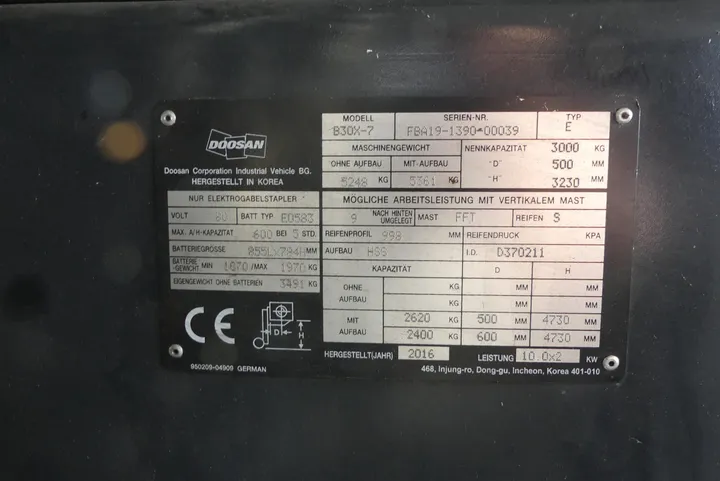 DOOSAN
Doosan Corporation Industrial Vehicle BG.
HERGESTELLT IN KOREA
MODELL SERIEN-NR. TYP
B30X-7 FBA19-1390-00039 E
MASCHINENGEWICHT NENNKAPAZITAT 3000 KG
OHNE AUFBAU MIT-AUFBAU "D" 500 MM
5248 KG 5361 KG "H" 3230 MM
NUR ELEKTROGABELSTAPLER
VOLT 80 BATT TYP E0583
MAX. A/H-KAPAZITAT 600 BEI 5 STD.
BATTERIEGROSSE MM
BATTERIE-GEWICHT MIN 1670 /MAX 1970 KG
EIGENGEWICHT OHNE BATTERIEN 3491 KG
MOGLICHE ARBEITSLEISTUNG MIT VERTIKALEM MAST
9 NACH HINTEN UMGELEGT MAST FFT REIFEN S
REIFENPROFIL 998 MM REIFENDRUCK KPA
AUFBAU HSS I.D. D370211
KAPAZITAT D H
OHNE AUFBAU KG MM MM
KG MM MM
MIT AUFBAU 2620 KG 500 MM 4730 MM
2400 KG 600 MM 4730 MM
HERGESTELLT(JAHR) 2016 LEISTUNG 10.0x2 KW
CE
D H
950209-04909 GERMAN
468, Injung-ro, Dong-gu, Incheon, Korea 401-010